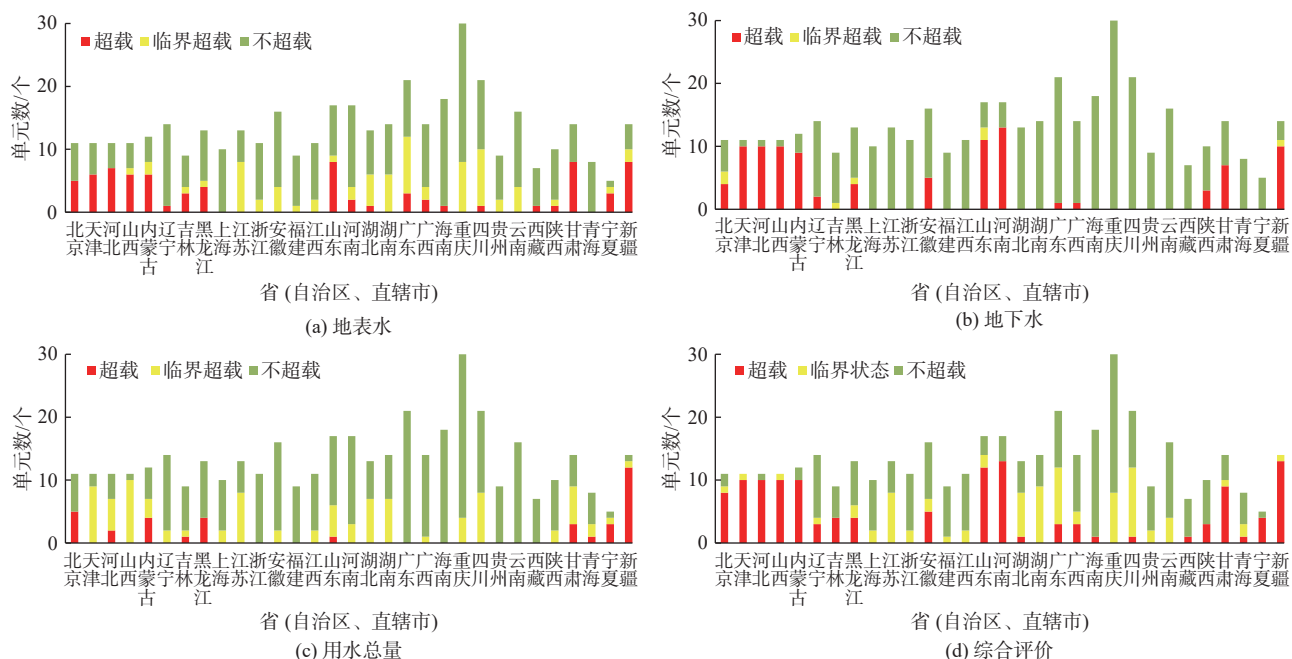 30
20
10
0
单元数/个
超载 临界超载 不超载
北京 天津 河北 山西 内蒙古 辽宁 吉林 黑龙江 上海 江苏 浙江 安徽 福建 江西 山东 河南 湖北 湖南 广东 广西 海南 重庆 四川 贵州 云南 西藏 陕西 甘肃 青海 宁夏 新疆
省 (自治区、直辖市)
(a) 地表水
30
20
10
0
单元数/个
超载 临界超载 不超载
北京 天津 河北 山西 内蒙古 辽宁 吉林 黑龙江 上海 江苏 浙江 安徽 福建 江西 山东 河南 湖北 湖南 广东 广西 海南 重庆 四川 贵州 云南 西藏 陕西 甘肃 青海 宁夏 新疆
省 (自治区、直辖市)
(b) 地下水
30
20
10
0
单元数/个
超载 临界超载 不超载
北京 天津 河北 山西 内蒙古 辽宁 吉林 黑龙江 上海 江苏 浙江 安徽 福建 江西 山东 河南 湖北 湖南 广东 广西 海南 重庆 四川 贵州 云南 西藏 陕西 甘肃 青海 宁夏 新疆
省 (自治区、直辖市)
(c) 用水总量
30
20
10
0
单元数/个
超载 临界状态 不超载
北京 天津 河北 山西 内蒙古 辽宁 吉林 黑龙江 上海 江苏 浙江 安徽 福建 江西 山东 河南 湖北 湖南 广东 广西 海南 重庆 四川 贵州 云南 西藏 陕西 甘肃 青海 宁夏 新疆
省 (自治区、直辖市)
(d) 综合评价